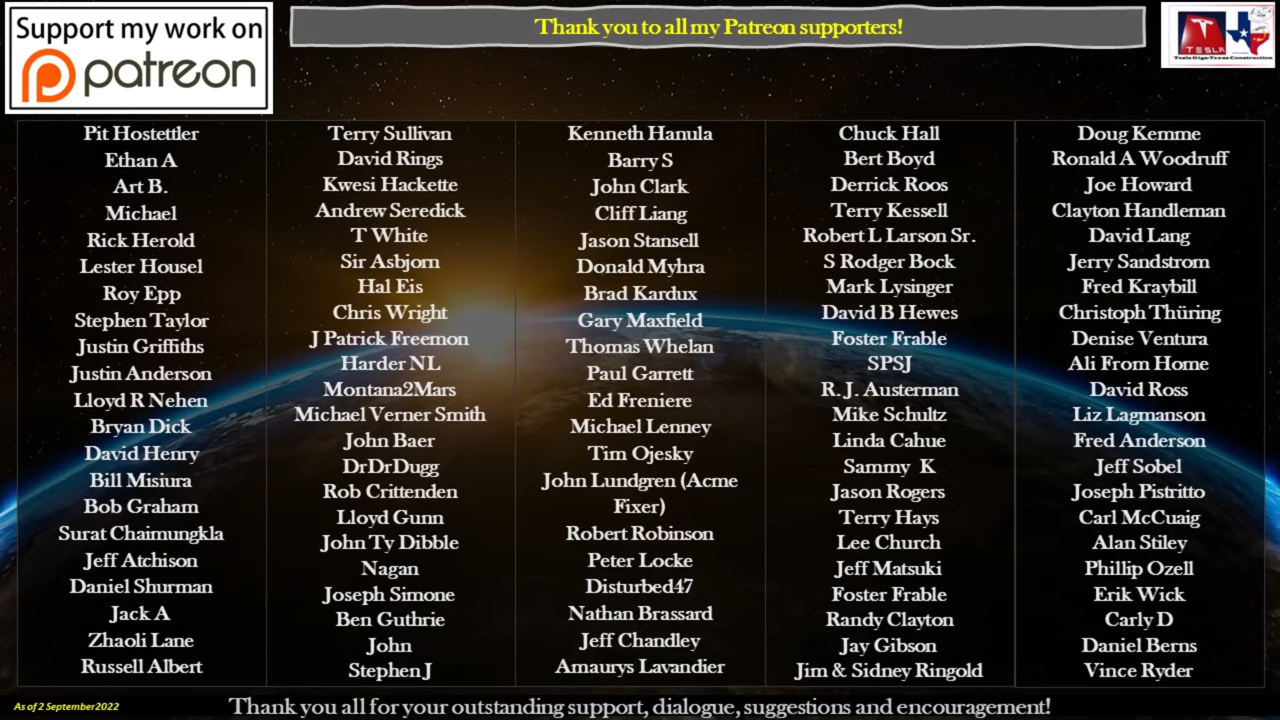 Support my work on
patreon
Thank you to all my Patreon supporters!
TESLA
Tesla Giga-Texas Construction
Pit Hostettler
Ethan A
Art B.
Michael
Rick Herold
Lester Housel
Roy Epp
Stephen Taylor
Justin Griffiths
Justin Anderson
Lloyd R Nehen
Bryan Dick
David Henry
Bill Misiura
Bob Graham
Surat Chaimungkla
Jeff Atchison
Daniel Shurman
Jack A
Zhaoli Lane
Russell Albert
Terry Sullivan
David Rings
Kwesi Hackette
Andrew Seredick
T White
Sir Asbjorn
Hal Eis
Chris Wright
J Patrick Freemon
Harder NL
Montana2Mars
Michael Verner Smith
John Baer
DrDrDugg
Rob Crittenden
Lloyd Gunn
John Ty Dibble
Nagan
Joseph Simone
Ben Guthrie
John
Stephen J
Kenneth Hanula
Barry S
John Clark
Cliff Liang
Jason Stansell
Donald Myhra
Brad Kardux
Gary Maxfield
Thomas Whelan
Paul Garrett
Ed Freniere
Michael Lenney
Tim Ojesky
John Lundgren (Acme
Fixer)
Robert Robinson
Peter Locke
Disturbed47
Nathan Brassard
Jeff Chandley
Amaurys Lavandier
Chuck Hall
Bert Boyd
Derrick Roos
Terry Kessell
Robert L Larson Sr.
S Rodger Bock
Mark Lysinger
David B Hewes
Foster Frable
SPSJ
R. J. Austerman
Mike Schultz
Linda Cahue
Sammy  K
Jason Rogers
Terry Hays
Lee Church
Jeff Matsuki
Foster Frable
Randy Clayton
Jay Gibson
Jim & Sidney Ringold
Doug Kemme
Ronald A Woodruff
Joe Howard
Clayton Handleman
David Lang
Jerry Sandstrom
Fred Kraybill
Christoph Thüring
Denise Ventura
Ali From Home
David Ross
Liz Lagmanson
Fred Anderson
Jeff Sobel
Joseph Pistritto
Carl McCuaig
Alan Stiley
Phillip Ozell
Erik Wick
Carly D
Daniel Berns
Vince Ryder
As of 2 September2022
Thank you all for your outstanding support, dialogue, suggestions and encouragement!